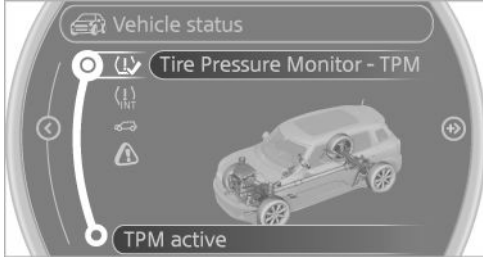 Vehicle status
Tire Pressure Monitor - TPM
INT
TPM active